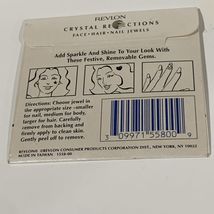 REVLON
CRYSTAL REFLECTIONS
FACE • HAIR • NAIL JEWELS
Add Sparkle And Shine To Your Look With
These Festive, Removable Gems.
Directions: Choose jewel
in the appropriate size -smaller
for nail, medium for body,
larger for hair. Carefully
remove from backing and
firmly apply to clean skin.
Gently peel off to remove.
3 09971 55800 9
REVLON® ©REVLON CONSUMER PRODUCTS CORPORATION DIST., NEW YORK, NY 10022
MADE IN TAIWAN 5558-00